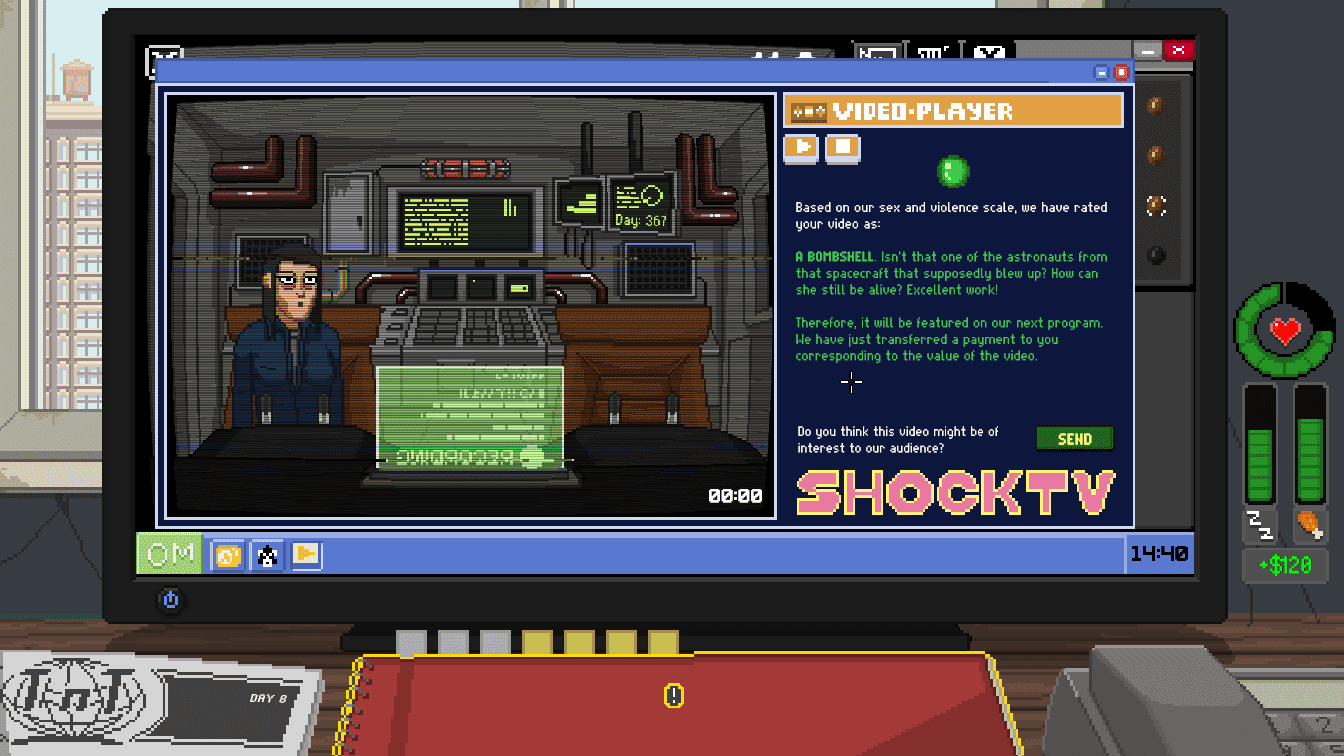 VIDEO-PLAYER
Based on our sex and violence scale, we have rated
your video as:
A BOMBSHELL. Isn't that one of the astronauts from
that spacecraft that supposedly blew up? How can
she still be alive? Excellent work!
Therefore, it will be featured on our next program.
We have just transferred a payment to you
corresponding to the value of the video.
Do you think this video might be of
interest to our audience?
SEND
SHOCKTV
Day: 367
RECORDING
00:00
OM
14:40
+$120
TnT
DAY 8
!
2